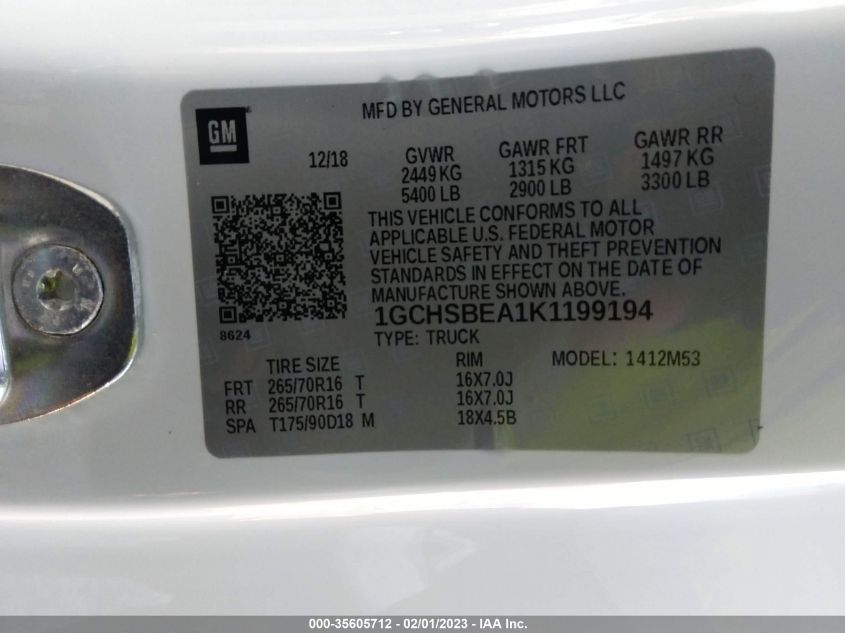 MFD BY GENERAL MOTORS LLC
GM
12/18 GVWR GAWR FRT GAWR RR
2449 KG 1315 KG 1497 KG
5400 LB 2900 LB 3300 LB
THIS VEHICLE CONFORMS TO ALL
APPLICABLE U.S. FEDERAL MOTOR
VEHICLE SAFETY AND THEFT PREVENTION
STANDARDS IN EFFECT ON THE DATE OF
MANUFACTURE SHOWN ABOVE.
1GCHSBEA1K1199194
8624
TYPE: TRUCK MODEL: 1412M53
TIRE SIZE RIM
FRT 265/70R16 T 16X7.0J
RR 265/70R16 T 16X7.0J
SPA T175/90D18 M 18X4.5B
000-35605712 - 02/01/2023 - IAA Inc.